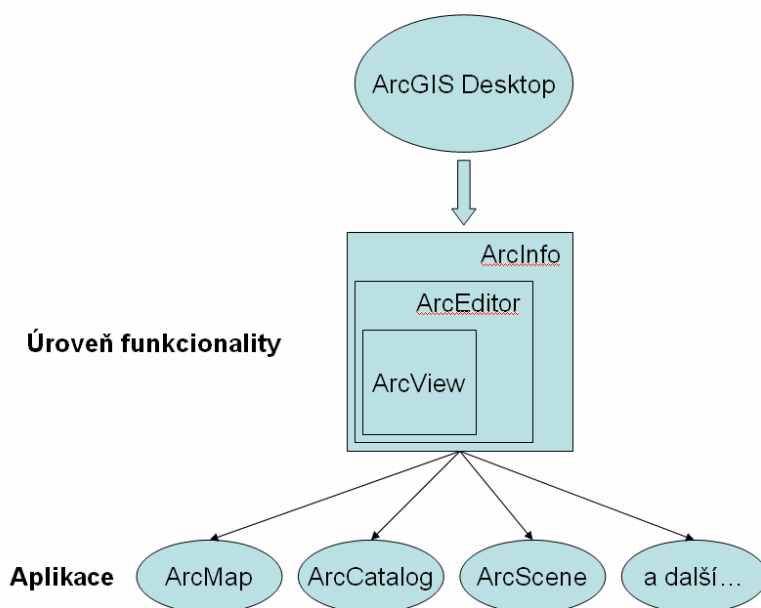 ArcGIS Desktop
ArcInfo
ArcEditor
Úroveň funkcionality
ArcView
Aplikace
ArcMap
ArcCatalog
ArcScene
a další...